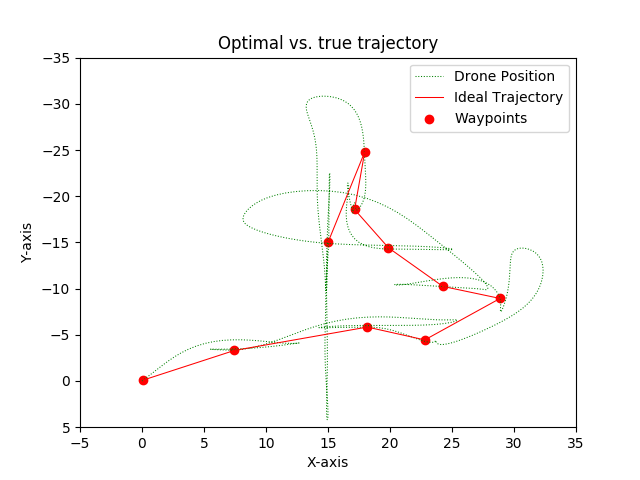 Optimal vs. true trajectory
−35
−30
−25
−20
−15
−10
−5
0
5
Y-axis
Drone Position
Ideal Trajectory
Waypoints
−5 0 5 10 15 20 25 30 35
X-axis